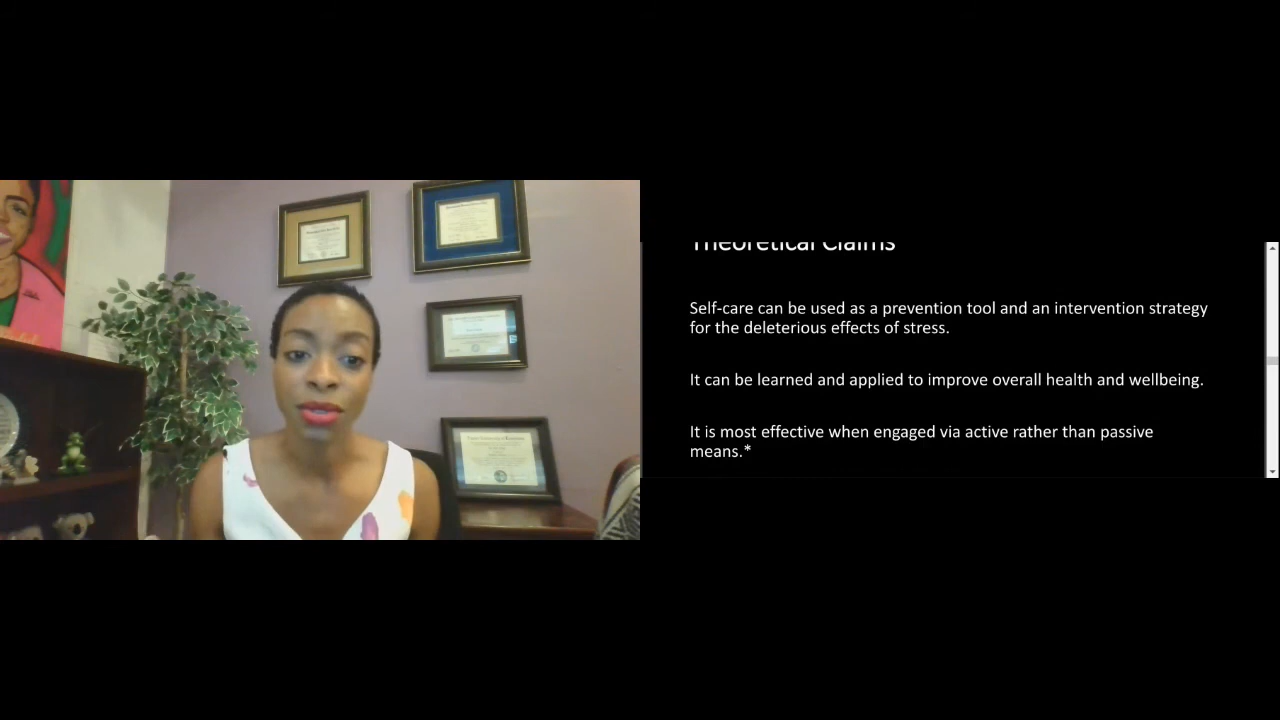 Theoretical Claims
Self-care can be used as a prevention tool and an intervention strategy
for the deleterious effects of stress.
It can be learned and applied to improve overall health and wellbeing.
It is most effective when engaged via active rather than passive
means.*